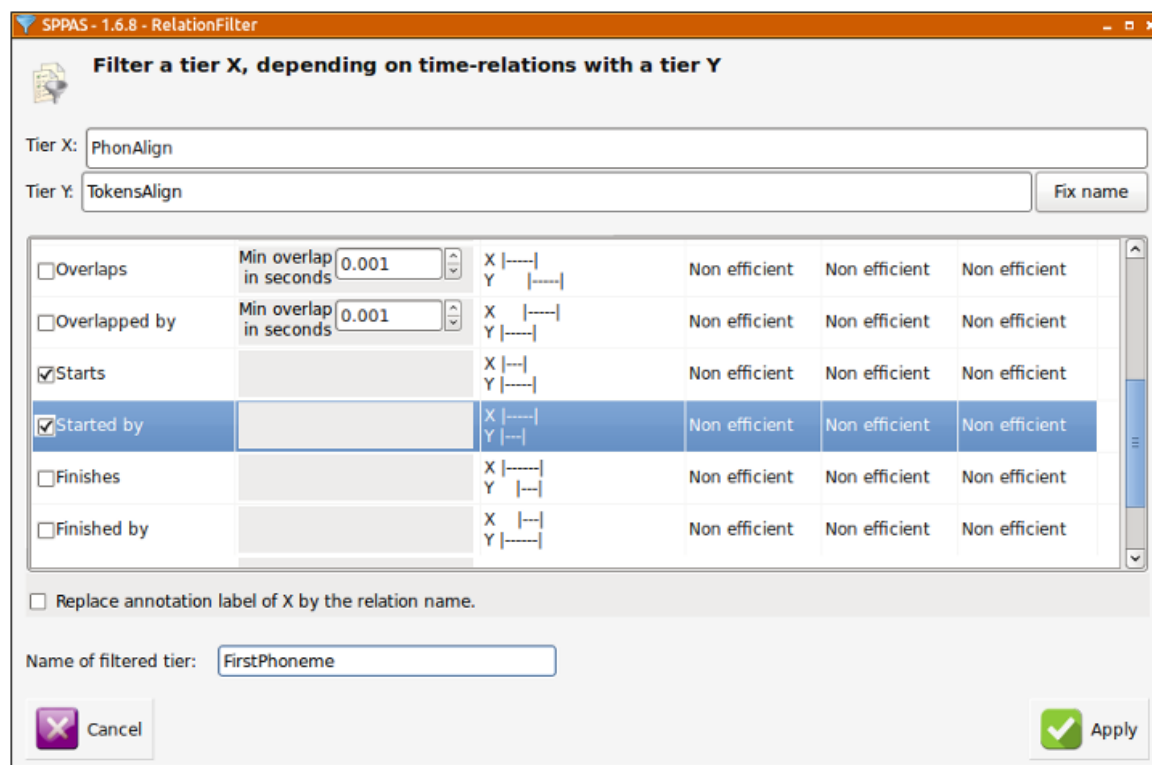 SPPAS - 1.6.8 - RelationFilter
Filter a tier X, depending on time-relations with a tier Y
Tier X: PhonAlign
Tier Y: TokensAlign Fix name
Overlaps Min overlap in seconds 0.001 X |-----| Y |-----| Non efficient Non efficient Non efficient
Overlapped by Min overlap in seconds 0.001 X |-----| Y |-----| Non efficient Non efficient Non efficient
Starts X |---| Y |-----| Non efficient Non efficient Non efficient
Started by X |-----| Y |---| Non efficient Non efficient Non efficient
Finishes X |------| Y |---| Non efficient Non efficient Non efficient
Finished by X |---| Y |------| Non efficient Non efficient Non efficient
Replace annotation label of X by the relation name.
Name of filtered tier: FirstPhoneme
Cancel Apply